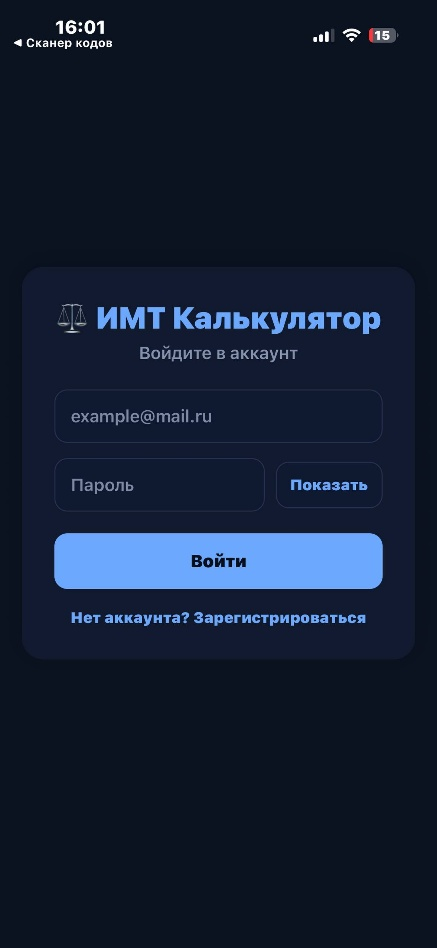 16:01
◀ Сканер кодов
15
⚖️ ИМТ Калькулятор
Войдите в аккаунт
example@mail.ru
Пароль
Показать
Войти
Нет аккаунта? Зарегистрироваться